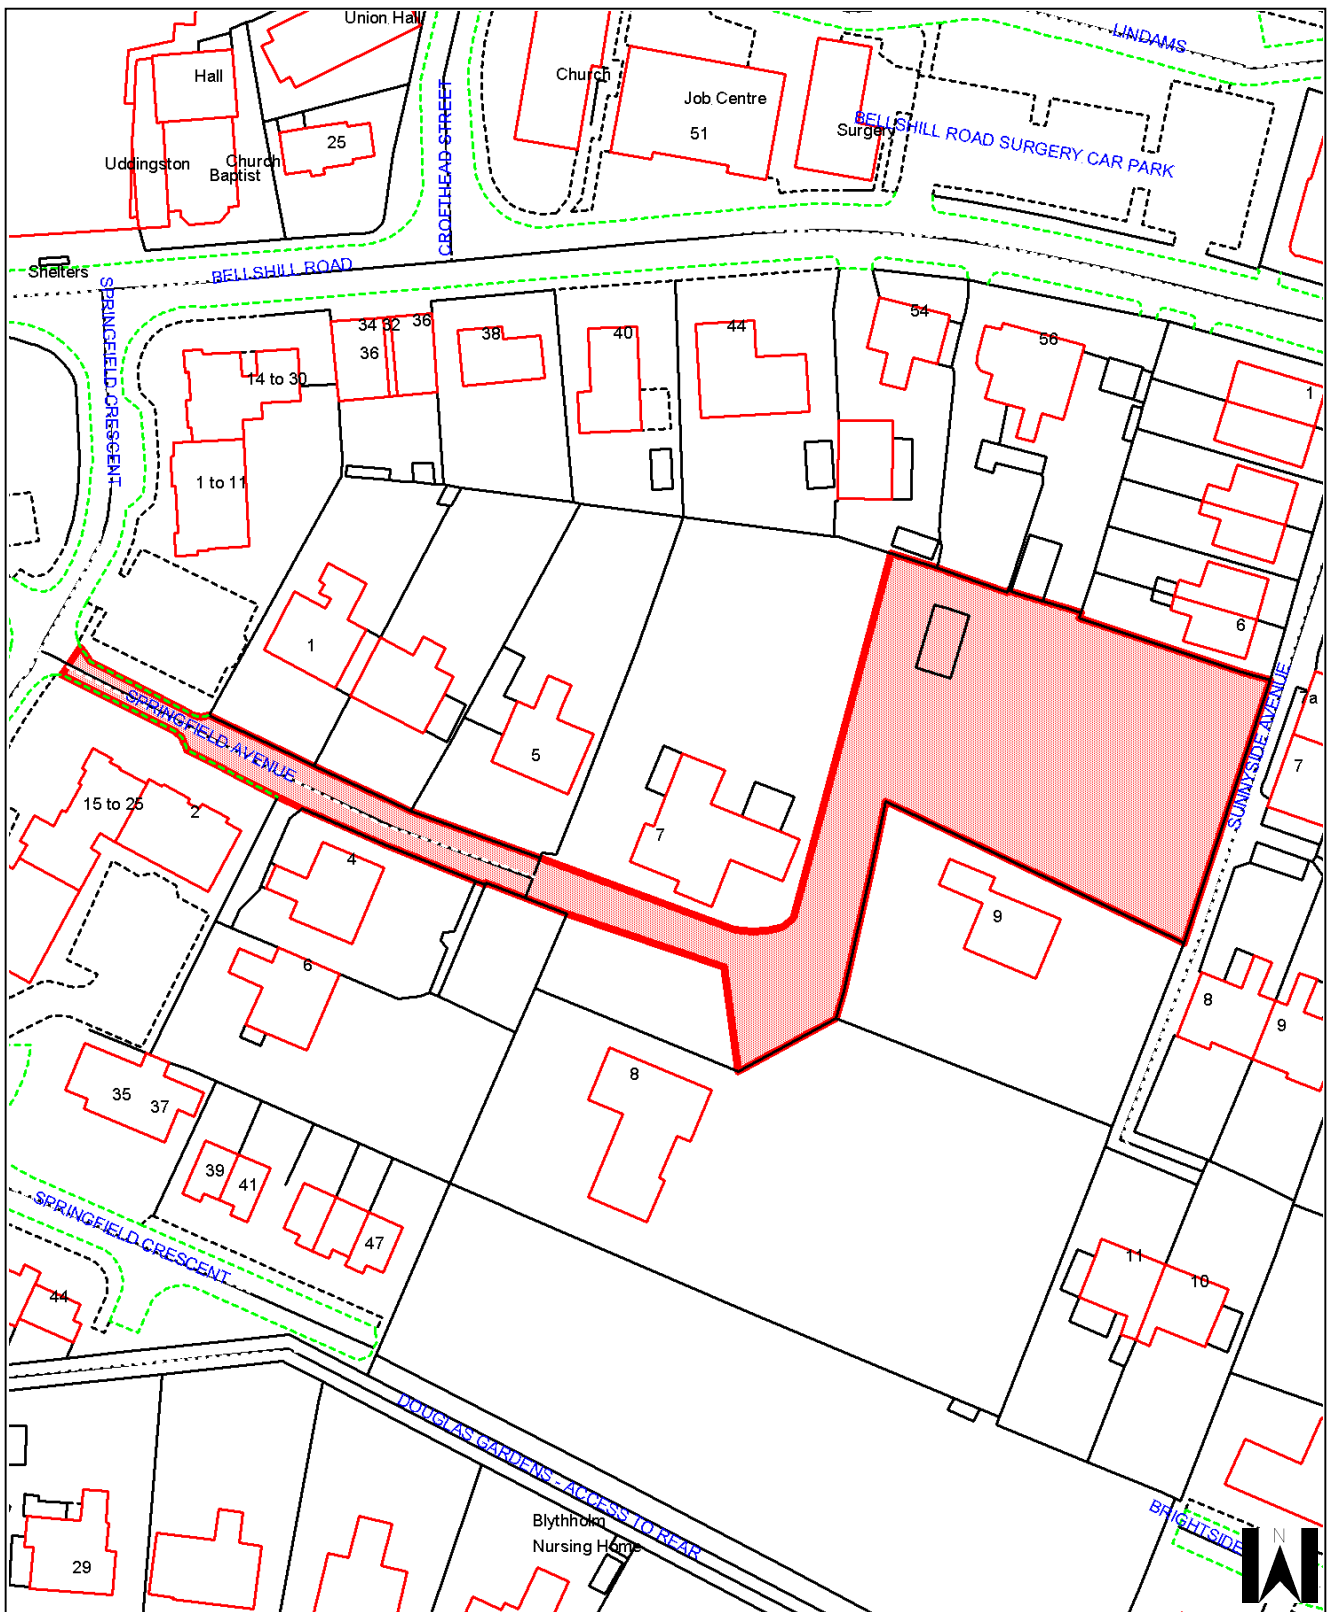 Union Hall
LINDAMS
Hall
Church
Job Centre
51
Surgery
BELLSHILL ROAD SURGERY CAR PARK
CROFTHEAD STREET
25
Uddingston
Church
Baptist
Shelters
BELLSHILL ROAD
SPRINGFIELD CRESCENT
34 32 36
36
38
40
44
54
56
1
14 to 30
1 to 11
6
1
5
7
7a
7
SUNNYSIDE AVENUE
SPRINGFIELD AVENUE
15 to 25
2
4
6
9
8
9
8
35
37
39
41
47
SPRINGFIELD CRESCENT
44
11
10
DOUGLAS GARDENS - ACCESS TO REAR
Blythholm
Nursing Home
BRIGHTSIDE
29
N